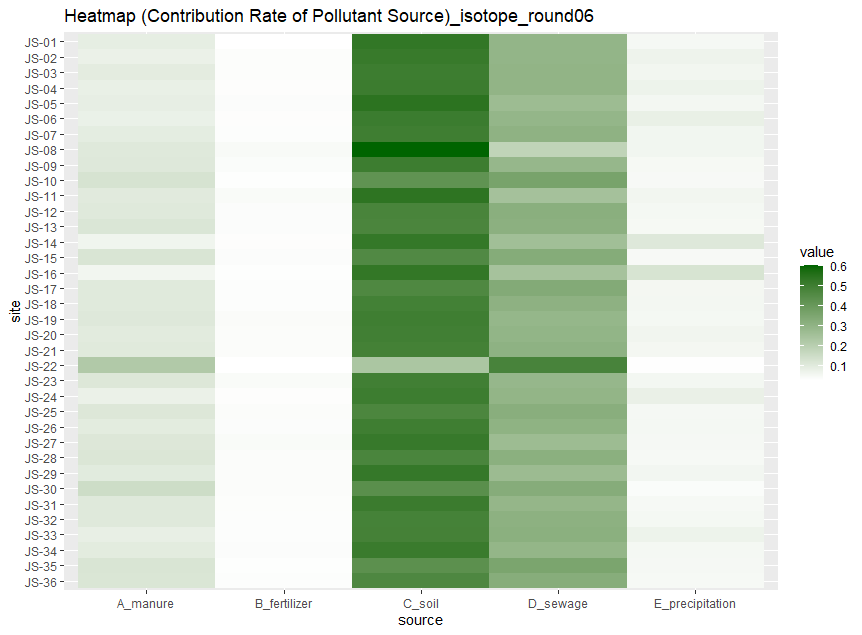 Heatmap (Contribution Rate of Pollutant Source)_isotope_round06
site
JS-01
JS-02
JS-03
JS-04
JS-05
JS-06
JS-07
JS-08
JS-09
JS-10
JS-11
JS-12
JS-13
JS-14
JS-15
JS-16
JS-17
JS-18
JS-19
JS-20
JS-21
JS-22
JS-23
JS-24
JS-25
JS-26
JS-27
JS-28
JS-29
JS-30
JS-31
JS-32
JS-33
JS-34
JS-35
JS-36
A_manure B_fertilizer C_soil D_sewage E_precipitation
source
value
0.6
0.5
0.4
0.3
0.2
0.1